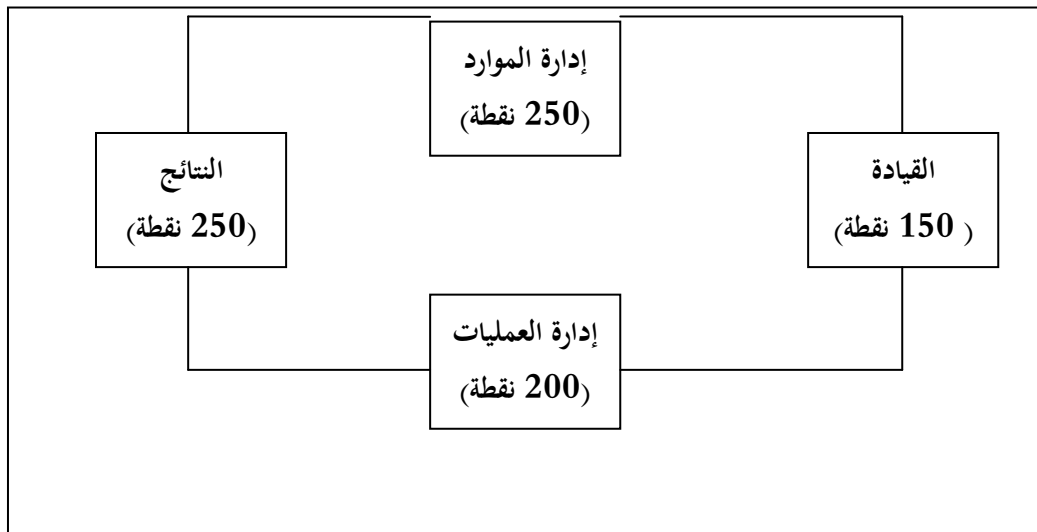 إدارة الموارد
(250 نقطة)
القيادة
( 150 نقطة)
النتائج
(250 نقطة)
إدارة العمليات
(200 نقطة)